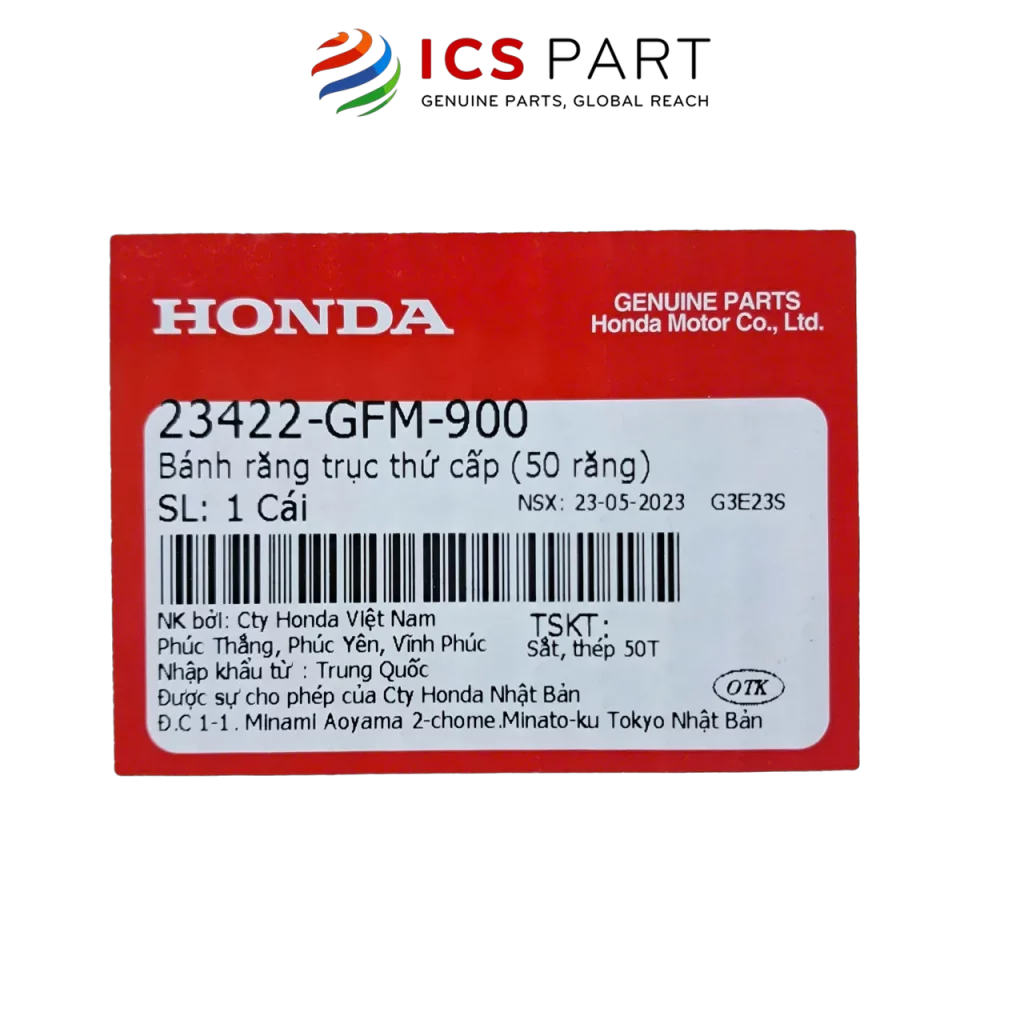 ICS PART
GENUINE PARTS, GLOBAL REACH
HONDA
GENUINE PARTS
Honda Motor Co., Ltd.
23422-GFM-900
Bánh răng trục thứ cấp (50 răng)
SL: 1 Cái
NSX: 23-05-2023 G3E23S
NK bởi: Cty Honda Việt Nam
Phúc Thắng, Phúc Yên, Vĩnh Phúc
TSKT:
Sắt, thép 50T
Nhập khẩu từ : Trung Quốc
Được sự cho phép của Cty Honda Nhật Bản
OTK
Đ.C 1-1. Minami Aoyama 2-chome.Minato-ku Tokyo Nhật Bản